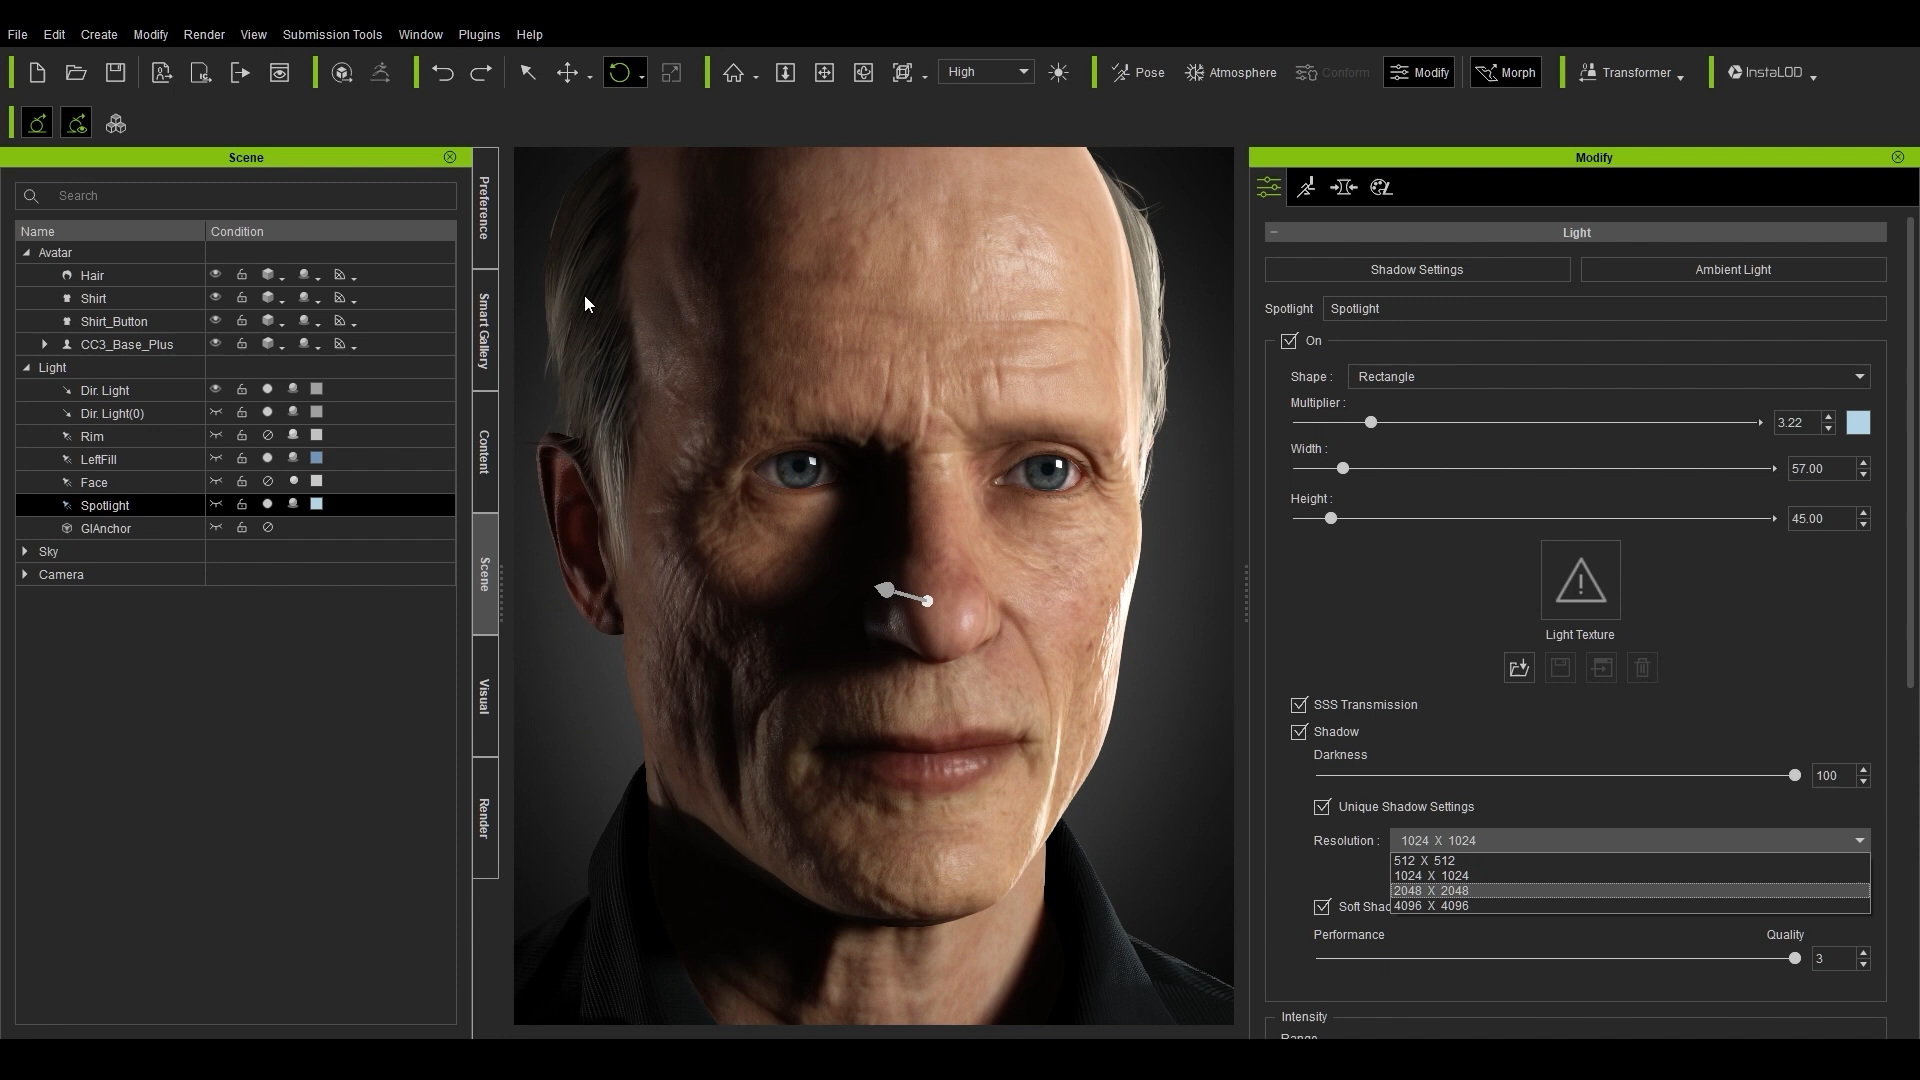 File Edit Create Modify Render View Submission Tools Window Plugins Help
High Pose Atmosphere Conform Modify Morph Transformer InstaLOD
Scene
Search
Name Condition
Avatar
Hair
Shirt
Shirt_Button
CC3_Base_Plus
Light
Dir. Light
Dir. Light(0)
Rim
LeftFill
Face
Spotlight
GIAnchor
Sky
Camera
Preference
Smart Gallery
Content
Scene
Visual
Render
Modify
Light
Shadow Settings Ambient Light
Spotlight Spotlight
On
Shape : Rectangle
Multiplier :
3.22
Width :
57.00
Height :
45.00
Light Texture
SSS Transmission
Shadow
Darkness
100
Unique Shadow Settings
Resolution : 1024 X 1024
512 X 512
1024 X 1024
2048 X 2048
4096 X 4096
Soft Shad
Performance Quality
3
Intensity
Range